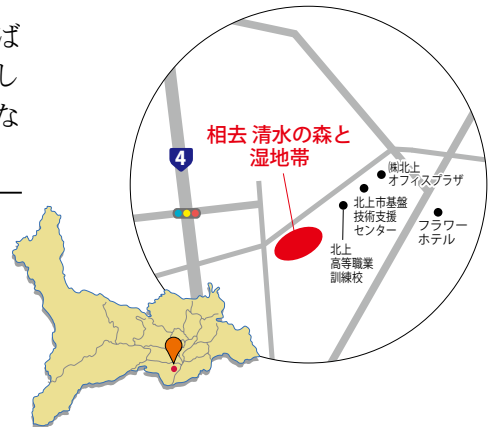 ば
し
な
相去 清水の森と
湿地帯
4
㈱北上
オフィスプラザ
北上市基盤
技術支援
センター
フラワー
ホテル
北上
高等職業
訓練校